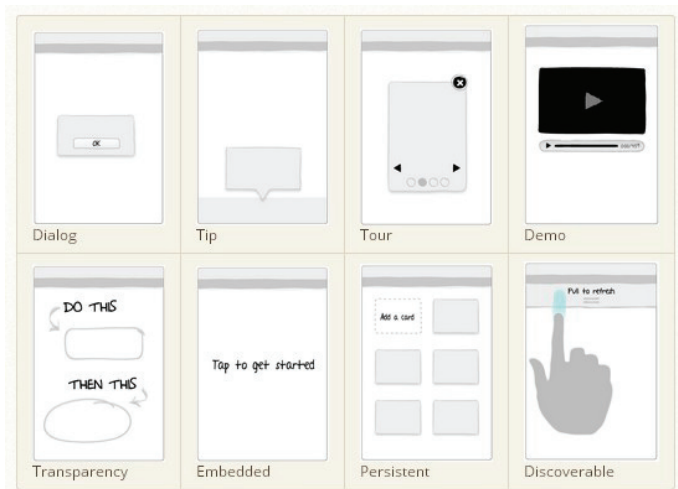 OK
Dialog
Tip
Tour
Demo
DO THIS
THEN THIS
Transparency
Tap to get started
Embedded
Add a card
Persistent
Pull to refresh
Discoverable